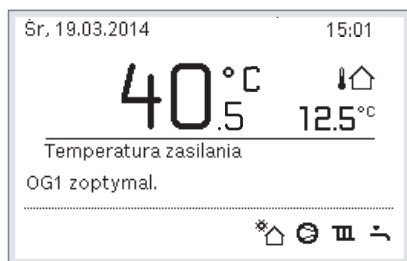 Śr, 19.03.2014 15:01
40.5 °C
12.5°C
Temperatura zasilania
OG1 zoptymal.